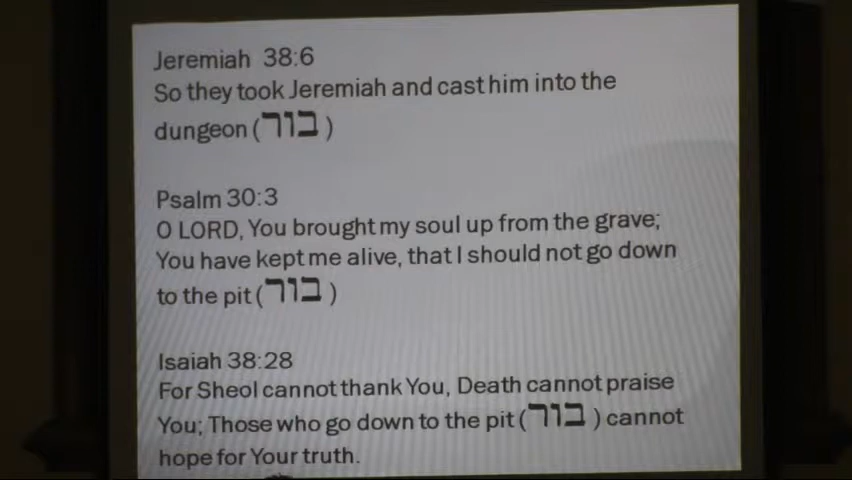 Jeremiah 38:6
So they took Jeremiah and cast him into the
dungeon (בור)
Psalm 30:3
O LORD, You brought my soul up from the grave;
You have kept me alive, that I should not go down
to the pit (בור)
Isaiah 38:28
For Sheol cannot thank You, Death cannot praise
You; Those who go down to the pit (בור) cannot
hope for Your truth.